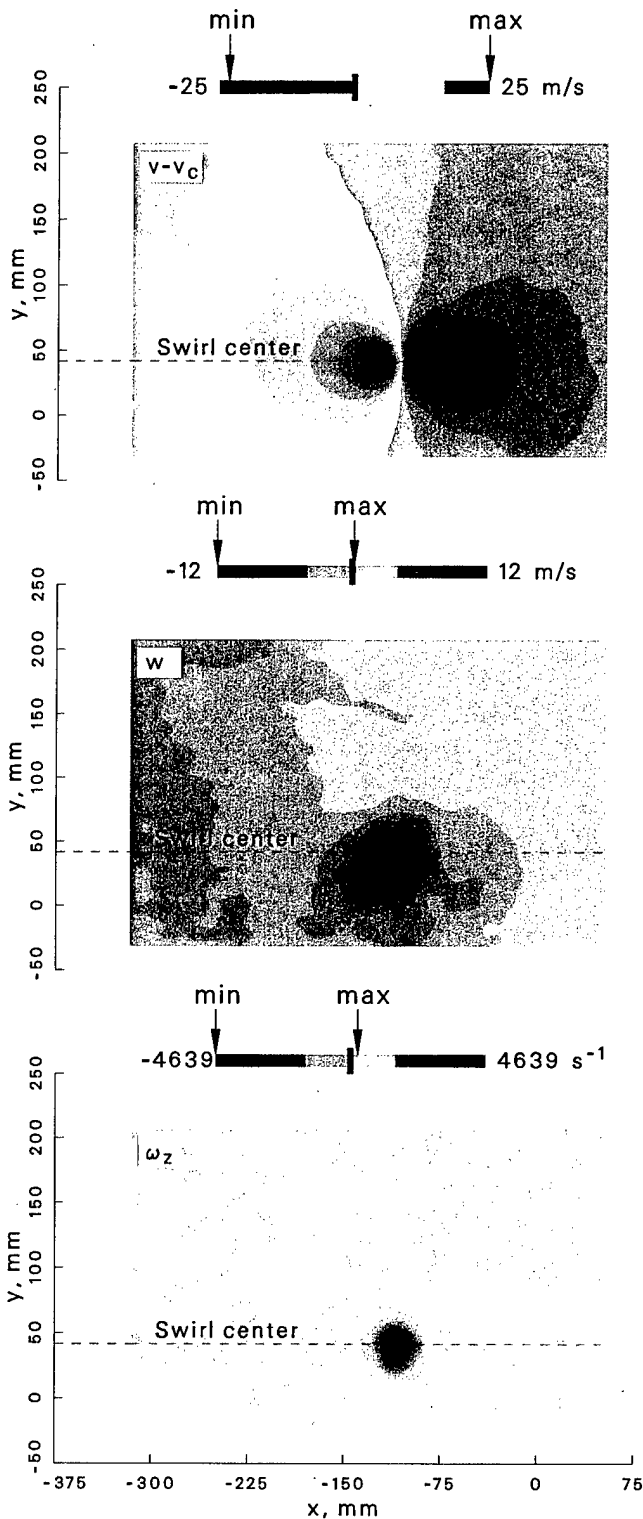 min max
-25 25 m/s
250
200
150
100
50
0
-50
y, mm
v-vc
Swirl center
min max
-12 12 m/s
250
200
150
100
50
0
-50
y, mm
w
Swirl center
min max
-4639 4639 s⁻¹
250
200
150
100
50
0
-50
y, mm
ωz
Swirl center
-375 -300 -225 -150 -75 0 75
x, mm